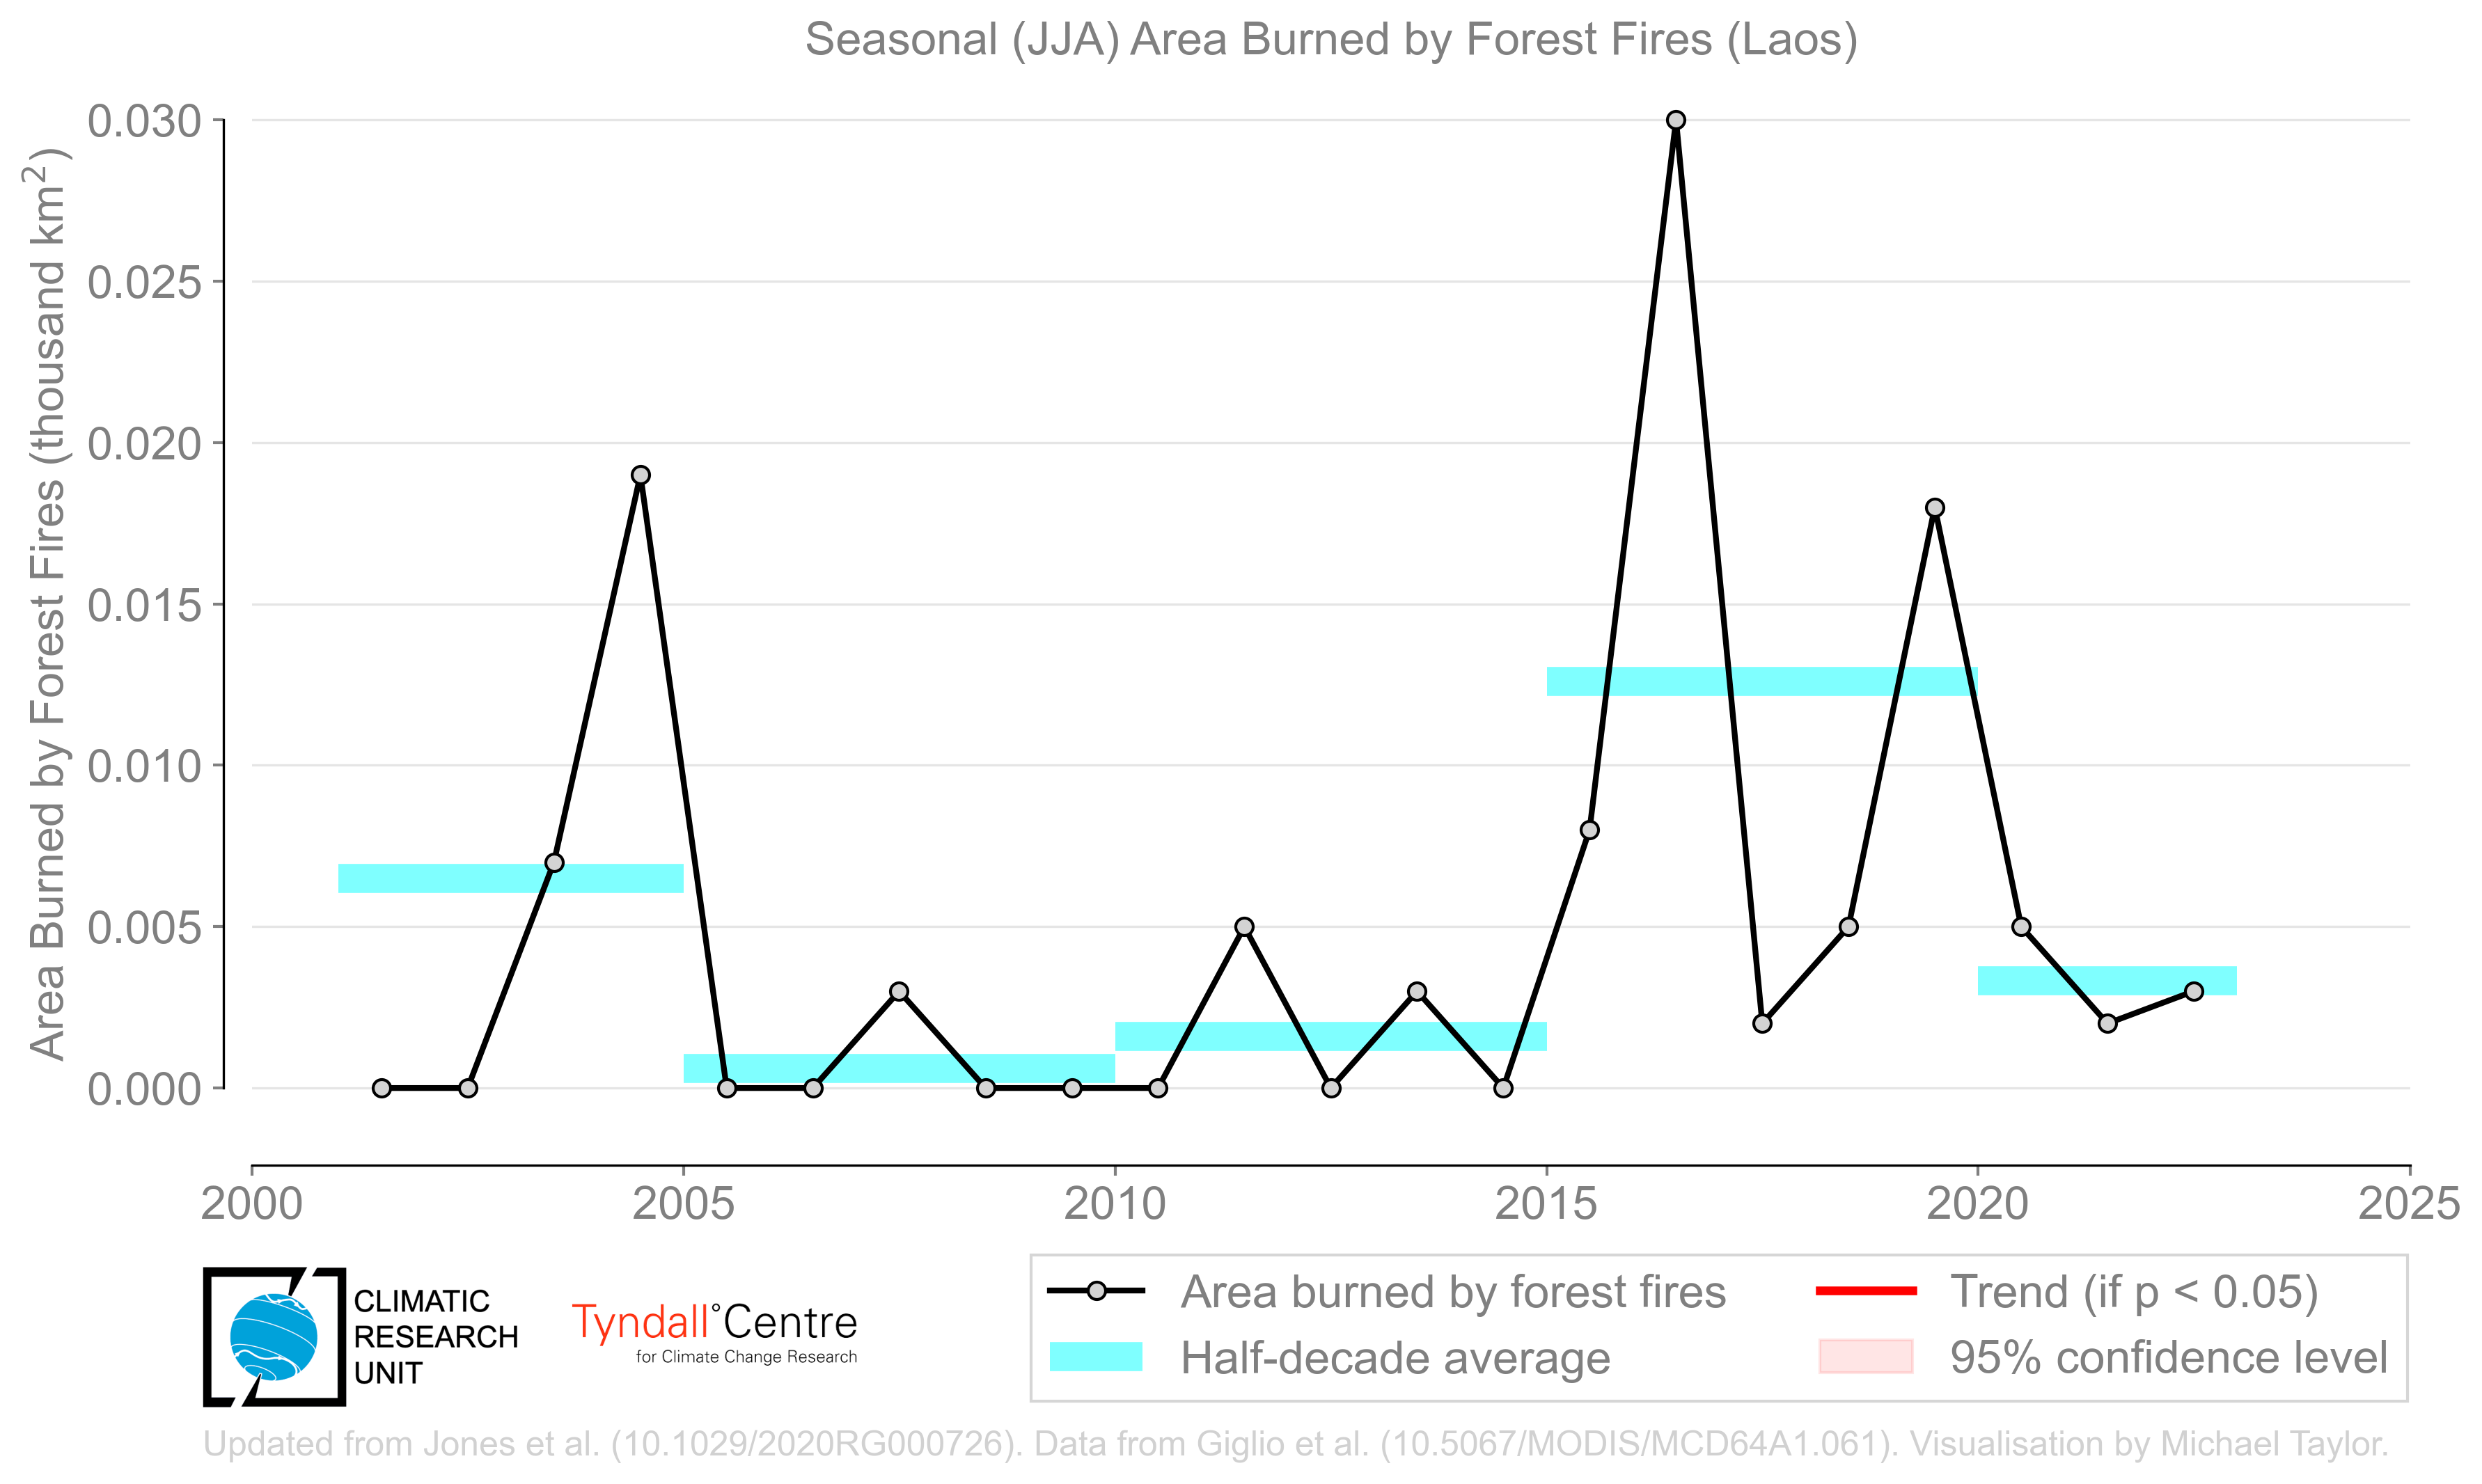 Seasonal (JJA) Area Burned by Forest Fires (Laos)
Area Burned by Forest Fires (thousand km²)
0.030
0.025
0.020
0.015
0.010
0.005
0.000
2000 2005 2010 2015 2020 2025
CLIMATIC
RESEARCH
UNIT
Tyndall°Centre
for Climate Change Research
Area burned by forest fires
Half-decade average
Trend (if p < 0.05)
95% confidence level
Updated from Jones et al. (10.1029/2020RG000726). Data from Giglio et al. (10.5067/MODIS/MCD64A1.061). Visualisation by Michael Taylor.